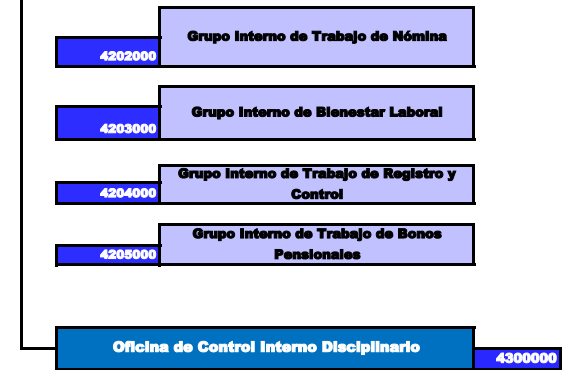 Grupo Interno de Trabajo de Nómina
4202000
Grupo Interno de Bienestar Laboral
4203000
Grupo Interno de Trabajo de Registro y
Control
4204000
Grupo Interno de Trabajo de Bonos
Pensionales
4205000
Oficina de Control Interno Disciplinario
4300000